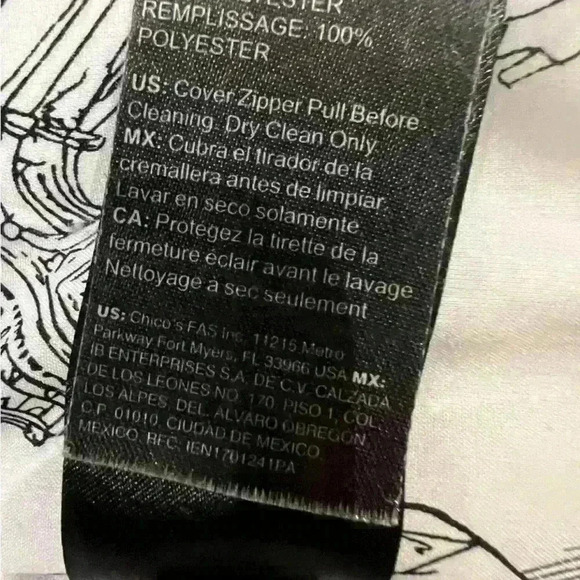 POLYESTER
REMPLISSAGE: 100%
POLYESTER
US: Cover Zipper Pull Before
Cleaning. Dry Clean Only
MX: Cubra el tirador de la
cremallera antes de limpiar.
Lavar en seco solamente
CA: Protégez la tirette de la
fermeture éclair avant le lavage
Nettoyage à sec seulement
US: Chico's FAS Inc. 11215 Metro
Parkway Fort Myers, FL 33966 USA MX:
IB ENTERPRISES S.A. DE C.V. CALZADA
DE LOS LEONES NO. 170, PISO 1, COL.
LOS ALPES, DEL. ALVARO OBREGON,
C.P. 01010, CIUDAD DE MEXICO,
MEXICO, RFC. IEN1701241PA